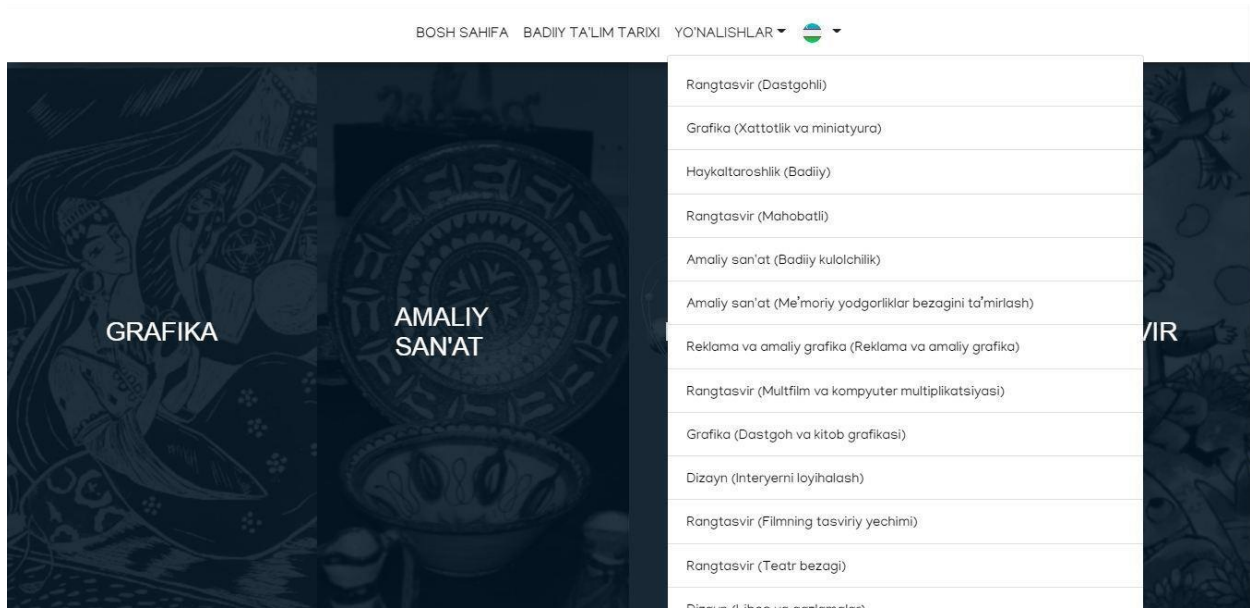 BOSH SAHIFA BADIIY TA'LIM TARIXI YO'NALISHLAR
Rangtasvir (Dastgohli)
Grafika (Xattotlik va miniatyura)
Haykaltaroshlik (Badiiy)
Rangtasvir (Mahobatli)
Amaliy san'at (Badiiy kulolchilik)
Amaliy san'at (Me’moriy yodgorliklar bezagini ta’mirlash)
Reklama va amaliy grafika (Reklama va amaliy grafika)
Rangtasvir (Multfilm va kompyuter multiplikatsiyasi)
Grafika (Dastgoh va kitob grafikasi)
Dizayn (Interyerni loyihalash)
Rangtasvir (Filmning tasviriy yechimi)
Rangtasvir (Teatr bezagi)
GRAFIKA
AMALIY
SAN'AT
VIR